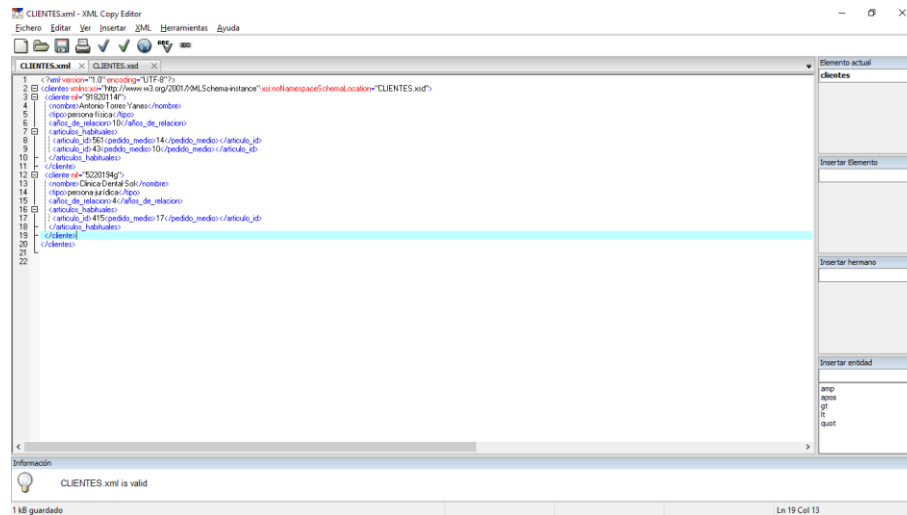 CLIENTES.xml - XML Copy Editor
Fichero Editar Ver Insertar XML Herramientas Ayuda
CLIENTES.xml CLIENTES.xsd
1 <?xml version="1.0" encoding="UTF-8"?>
2 <clientes xmlns:xsi="http://www.w3.org/2001/XMLSchema-instance" xsi:noNamespaceSchemaLocation="CLIENTES.xsd">
3 <cliente nif="91820114f">
4 <nombre>Antonio Torres Yanes</nombre>
5 <tipo>persona física</tipo>
6 <años_de_relacion>10</años_de_relacion>
7 <articulos_habituales>
8 <articulo_id>561<pedido_medio>14</pedido_medio></articulo_id>
9 <articulo_id>43<pedido_medio>10</pedido_medio></articulo_id>
10 </articulos_habituales>
11 </cliente>
12 <cliente nif="5220194g">
13 <nombre>Clinica Dental Sol</nombre>
14 <tipo>persona jurídica</tipo>
15 <años_de_relacion>4</años_de_relacion>
16 <articulos_habituales>
17 <articulo_id>415<pedido_medio>17</pedido_medio></articulo_id>
18 </articulos_habituales>
19 </cliente>
20 </clientes>
21
22
Elemento actual
clientes
Insertar Elemento
Insertar hermano
Insertar entidad
amp
apos
gt
lt
quot
Información
CLIENTES.xml is valid
1 kB guardado
Ln 19 Col 13